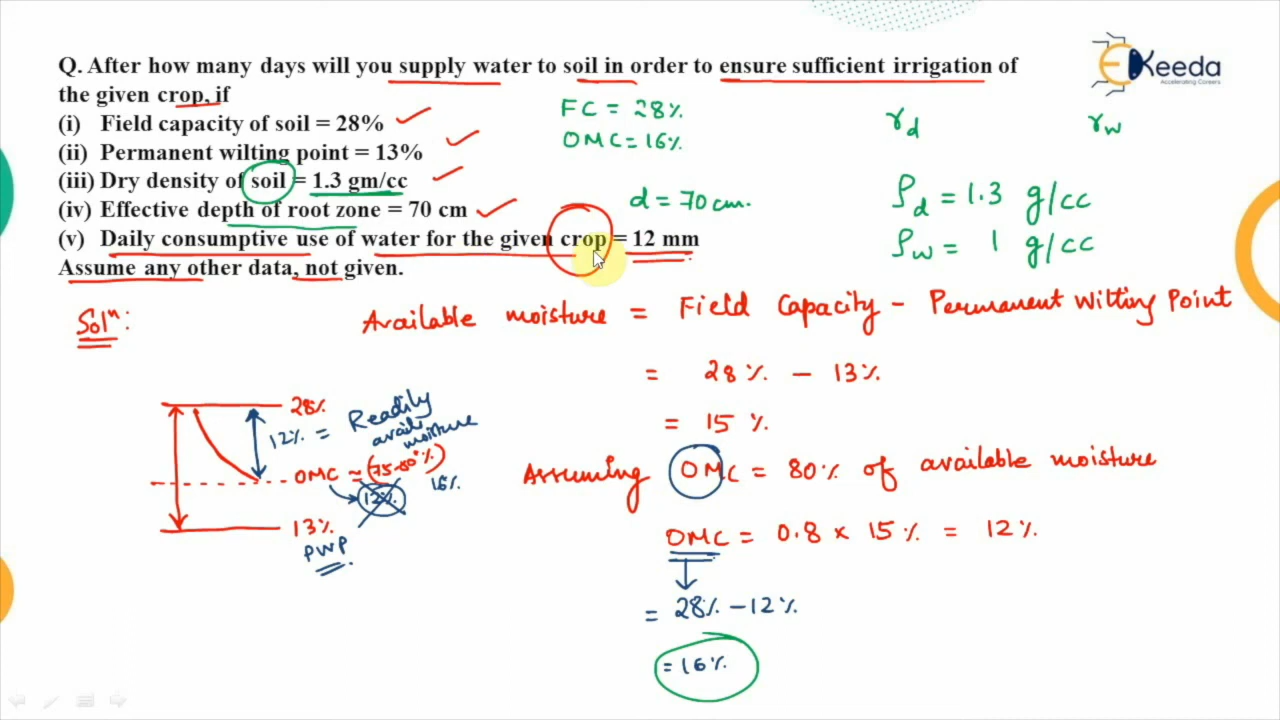 Q. After how many days will you supply water to soil in order to ensure sufficient irrigation of
the given crop, if
(i) Field capacity of soil = 28%
(ii) Permanent wilting point = 13%
(iii) Dry density of soil = 1.3 gm/cc
(iv) Effective depth of root zone = 70 cm
(v) Daily consumptive use of water for the given crop = 12 mm
Assume any other data, not given.
EKeeda
Accelerating Careers
FC = 28%
OMC = 16%
d = 70 cm.
γd γw
ρd = 1.3 g/cc
ρw = 1 g/cc
Solⁿ:
Available moisture = Field Capacity - Permanent Wilting Point
= 28% - 13%
= 15%
Assuming OMC = 80% of available moisture
OMC = 0.8 x 15% = 12%
= 28% - 12%
= 16%
28%
12% = Readily
avail.
moisture
OMC ≈ (75-80%)
12%
16%
13%
PWP